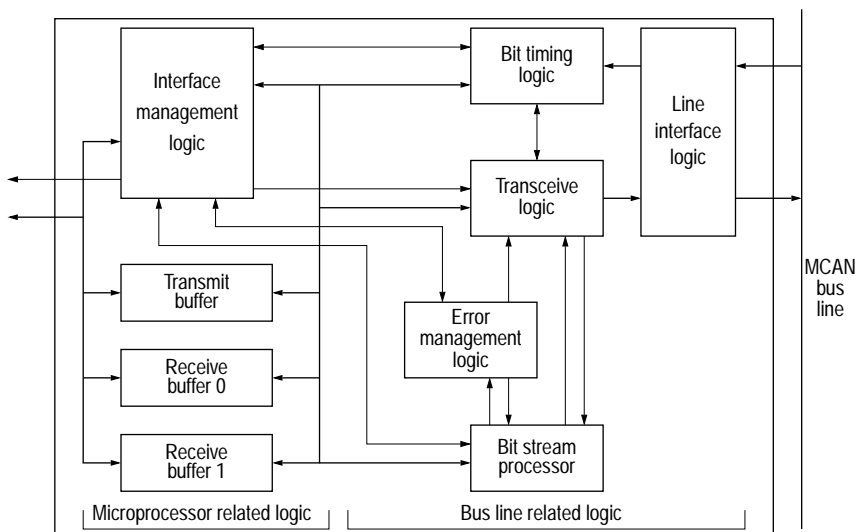 Interface
management
logic
Bit timing
logic
Line
interface
logic
Transceive
logic
MCAN
bus
line
Transmit
buffer
Error
management
logic
Receive
buffer 0
Receive
buffer 1
Bit stream
processor
Microprocessor related logic
Bus line related logic